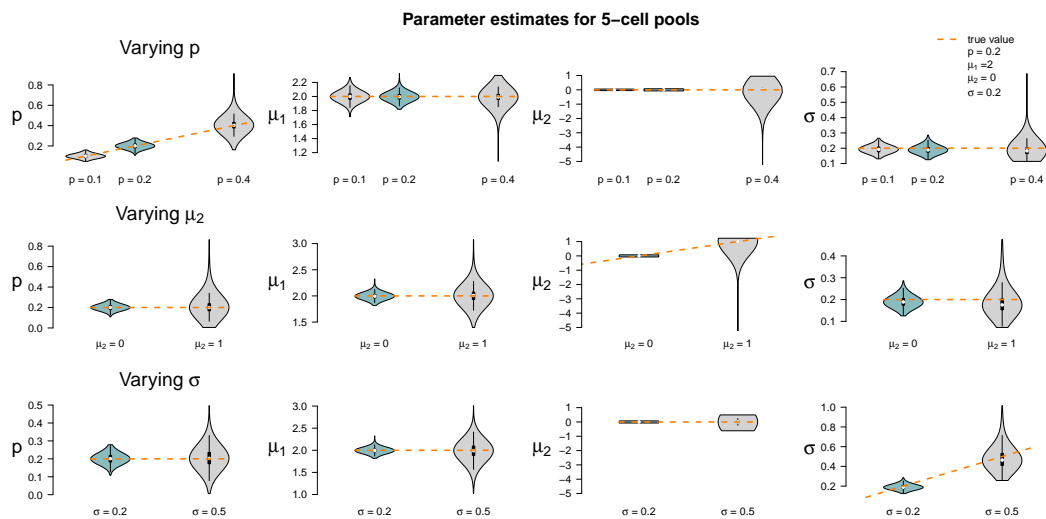 Parameter estimates for 5−cell pools
Varying p
true value
p = 0.2
μ₁ =2
μ₂ = 0
σ = 0.2
p
0.8
0.6
0.4
0.2
p = 0.1 p = 0.2 p = 0.4
μ₁
2.2
2.0
1.8
1.6
1.4
1.2
p = 0.1 p = 0.2 p = 0.4
μ₂
1
0
−1
−2
−3
−4
−5
p = 0.1 p = 0.2 p = 0.4
σ
0.7
0.6
0.5
0.4
0.3
0.2
0.1
p = 0.1 p = 0.2 p = 0.4
Varying μ₂
p
0.8
0.6
0.4
0.2
0.0
μ₂ = 0 μ₂ = 1
μ₁
3.0
2.5
2.0
1.5
μ₂ = 0 μ₂ = 1
μ₂
1
0
−1
−2
−3
−4
−5
μ₂ = 0 μ₂ = 1
σ
0.4
0.3
0.2
0.1
μ₂ = 0 μ₂ = 1
Varying σ
p
0.5
0.4
0.3
0.2
0.1
0.0
σ = 0.2 σ = 0.5
μ₁
3.0
2.5
2.0
1.5
1.0
σ = 0.2 σ = 0.5
μ₂
1
0
−1
−2
−3
−4
−5
σ = 0.2 σ = 0.5
σ
1.0
0.8
0.6
0.4
0.2
σ = 0.2 σ = 0.5